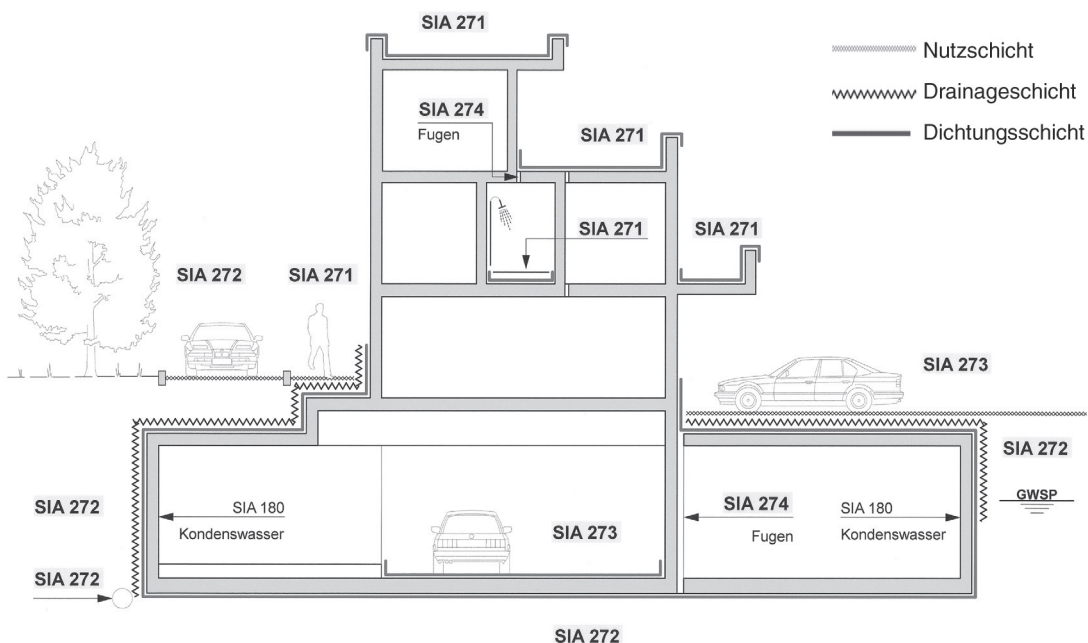 SIA 271
Nutzschicht
Drainageschicht
Dichtungsschicht
SIA 274
Fugen
SIA 271
SIA 271
SIA 271
SIA 272
SIA 271
SIA 273
SIA 272
GWSP
SIA 272
SIA 180
Kondenswasser
SIA 273
SIA 274
Fugen
SIA 180
Kondenswasser
SIA 272
SIA 272